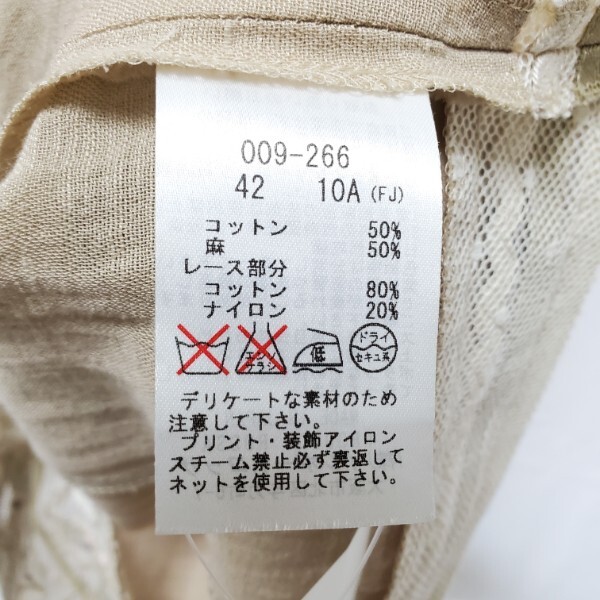 009-266
42 10A (FJ)
コットン 50%
麻 50%
レース部分
コットン 80%
ナイロン 20%
エンソ サラシ 低 ドライ セキユ系
デリケートな素材のため
注意して下さい。
プリント・装飾アイロン
スチーム禁止必ず裏返して
ネットを使用して下さい。